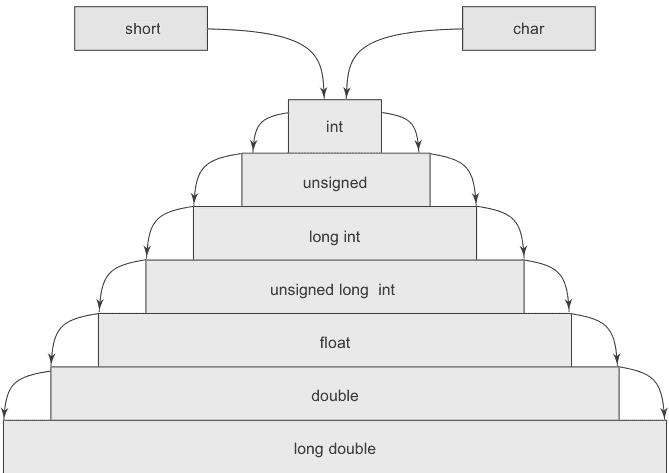 short
char
int
unsigned
long int
unsigned long int
float
double
long double